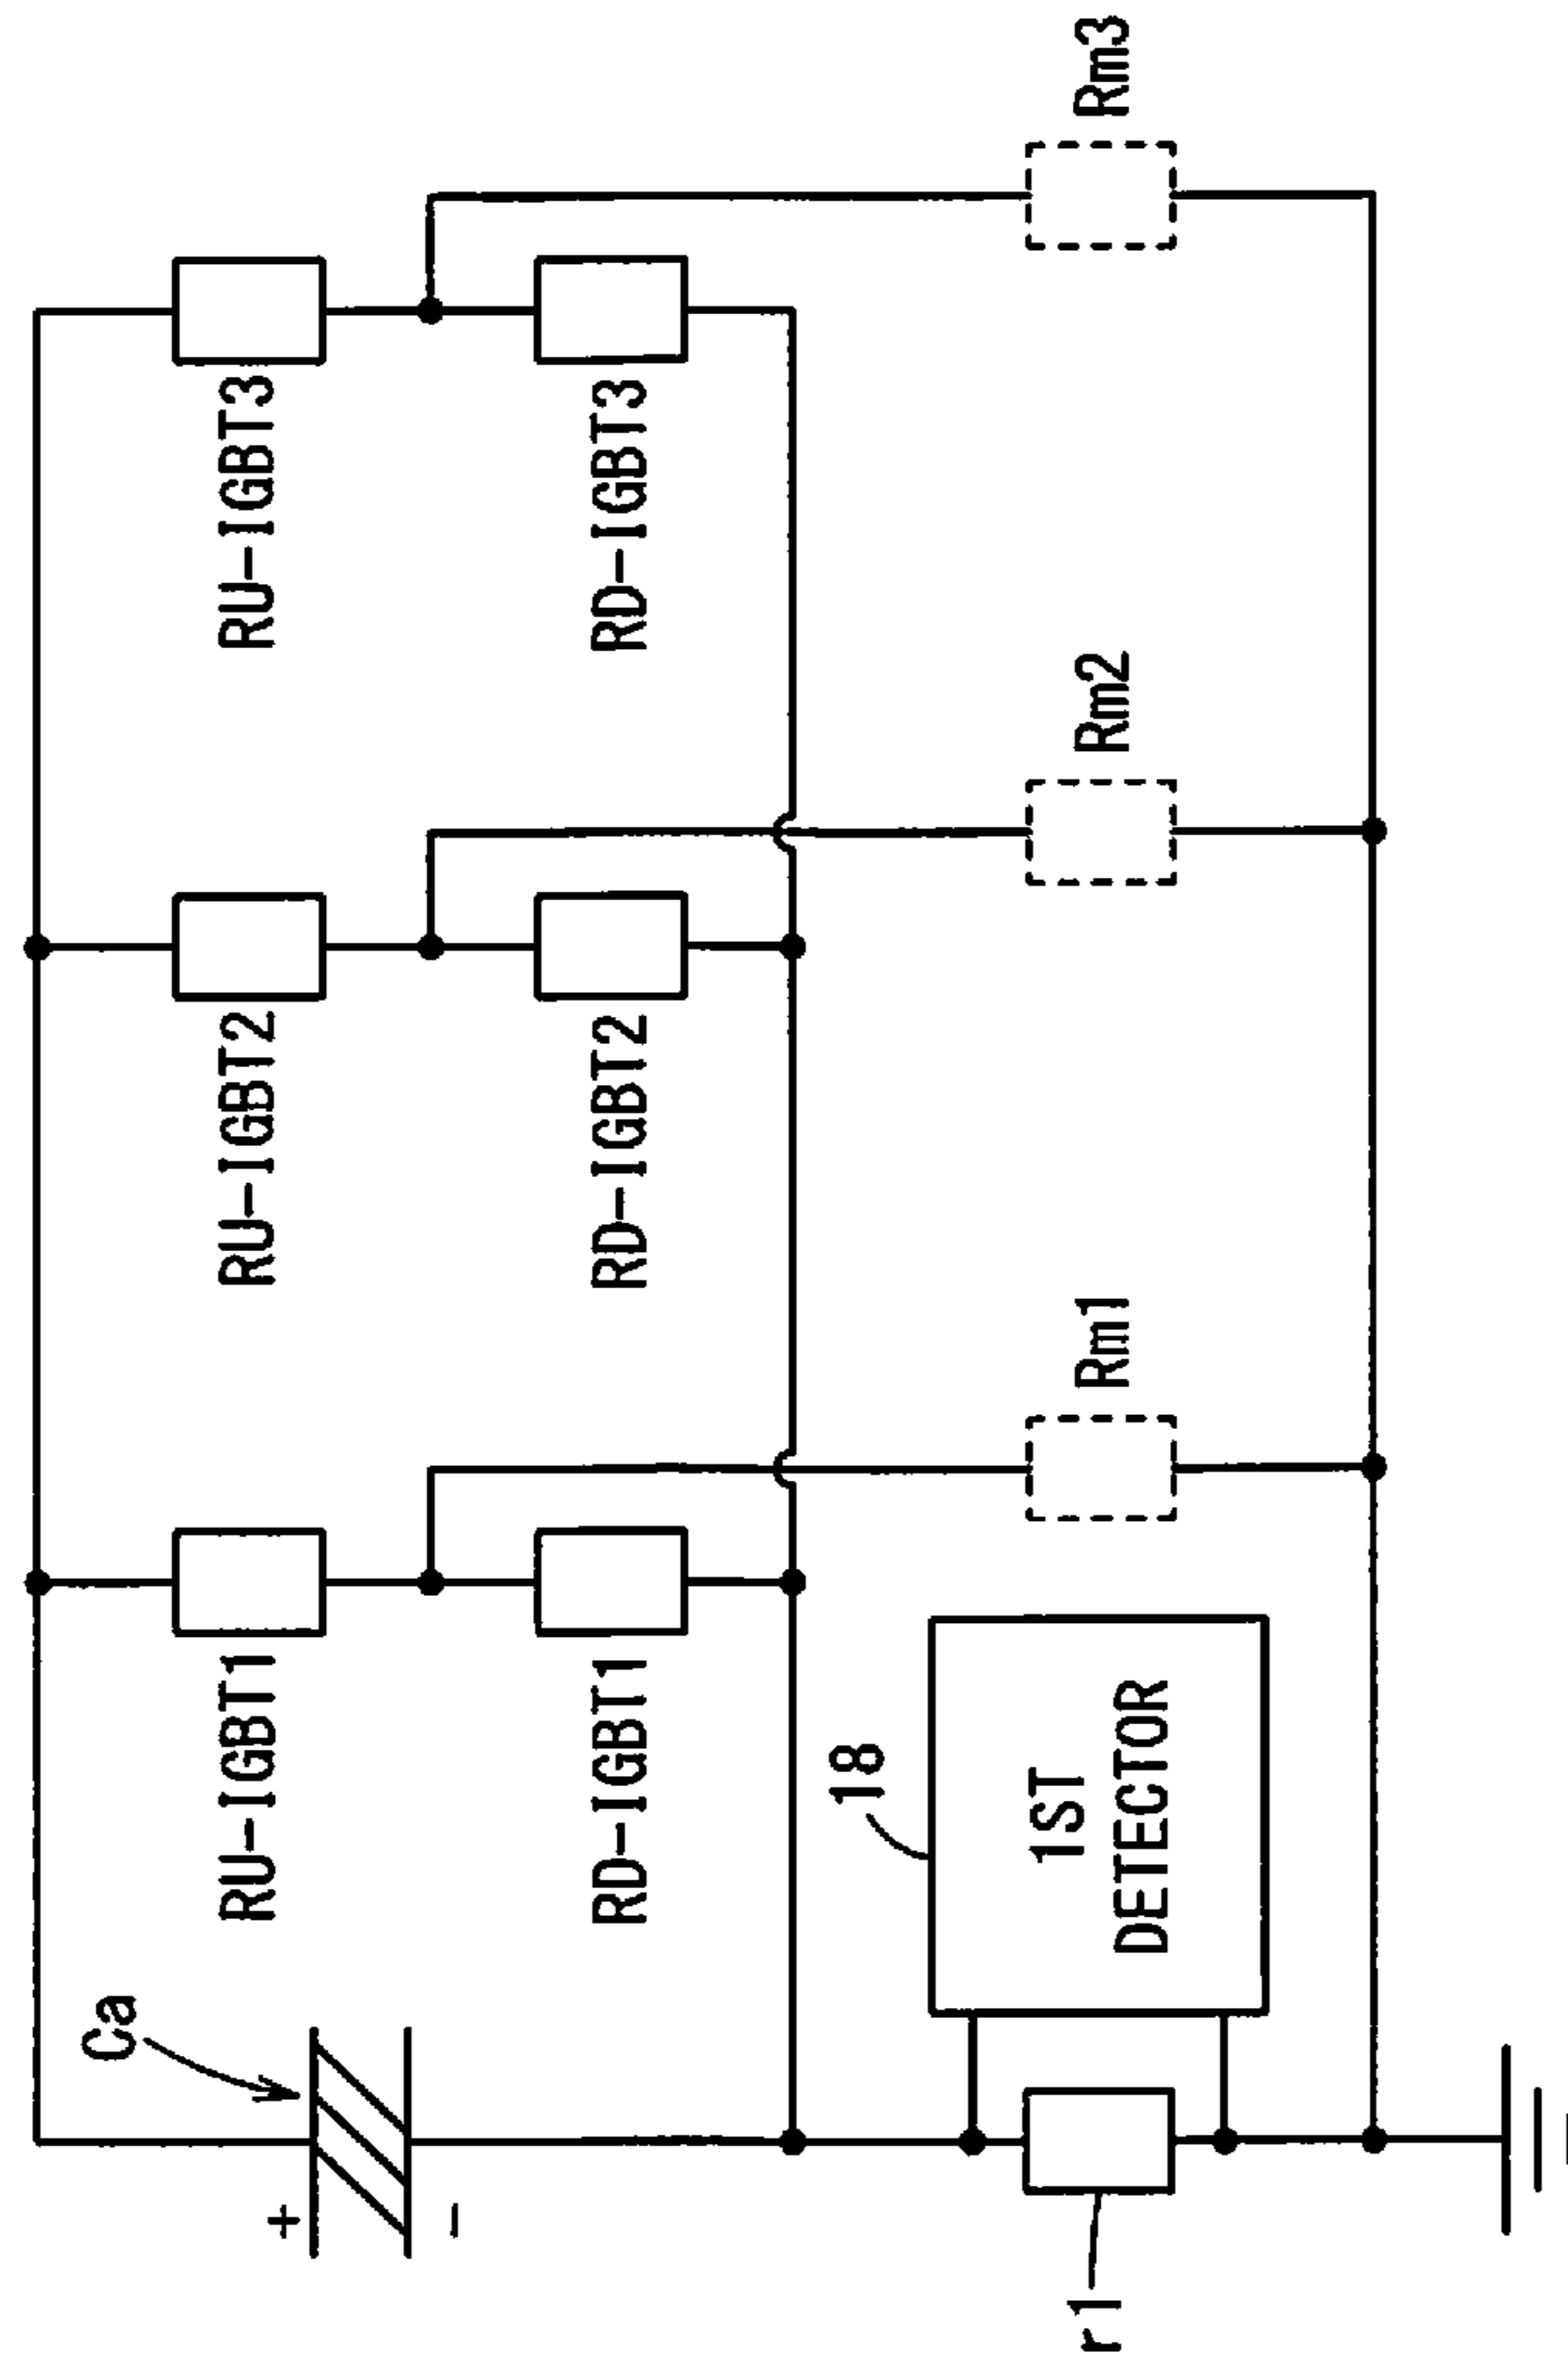 Ca
+
-
RU-IGBT1
RU-IGBT2
RU-IGBT3
RD-IGBT1
RD-IGBT2
RD-IGBT3
18
1ST
DETECTOR
r1
Rm1
Rm2
Rm3